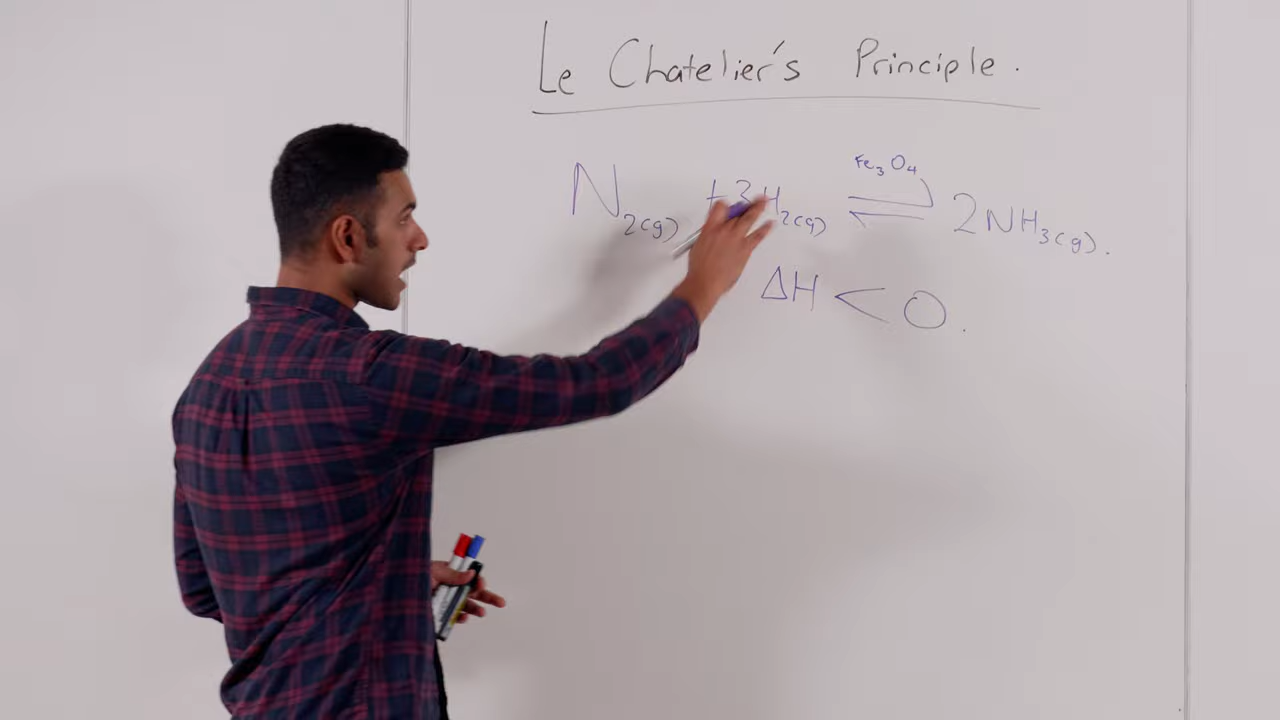 Le Chatelier's Principle.
Fe₃O₄
N₂(g) + 3H₂(g) ⇌ 2NH₃(g).
ΔH < 0.